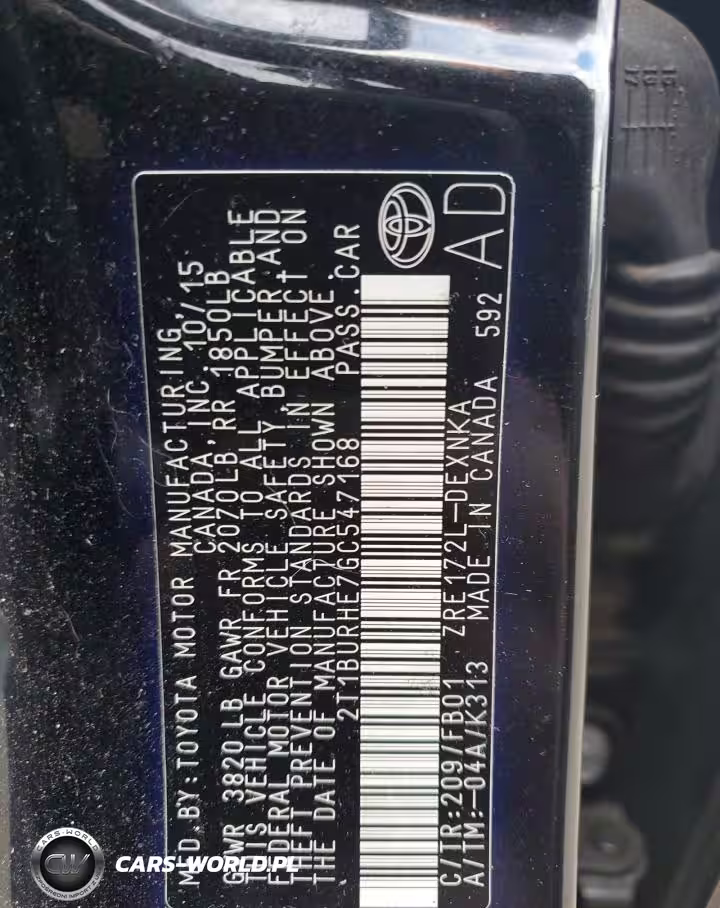 MFD.BY:TOYOTA MOTOR MANUFACTURING,
CANADA,INC. 10/15
GVWR 3820LB GAWR FR 2070LB,RR 1850LB
THIS VEHICLE CONFORMS TO ALL APPLICABLE
FEDERAL MOTOR VEHICLE SAFETY,BUMPER AND
THEFT PREVENTION STANDARDS IN EFFECT ON
THE DATE OF MANUFACTURE SHOWN ABOVE.
2T1BURHE7GC547168 PASS.CAR
C/TR:209/FB01 ZRE172L-DEXNKA
A/TM:-04A/K313 MADE IN CANADA 592
AD
CARS-WORLD
CW
CARS-WORLD.PL